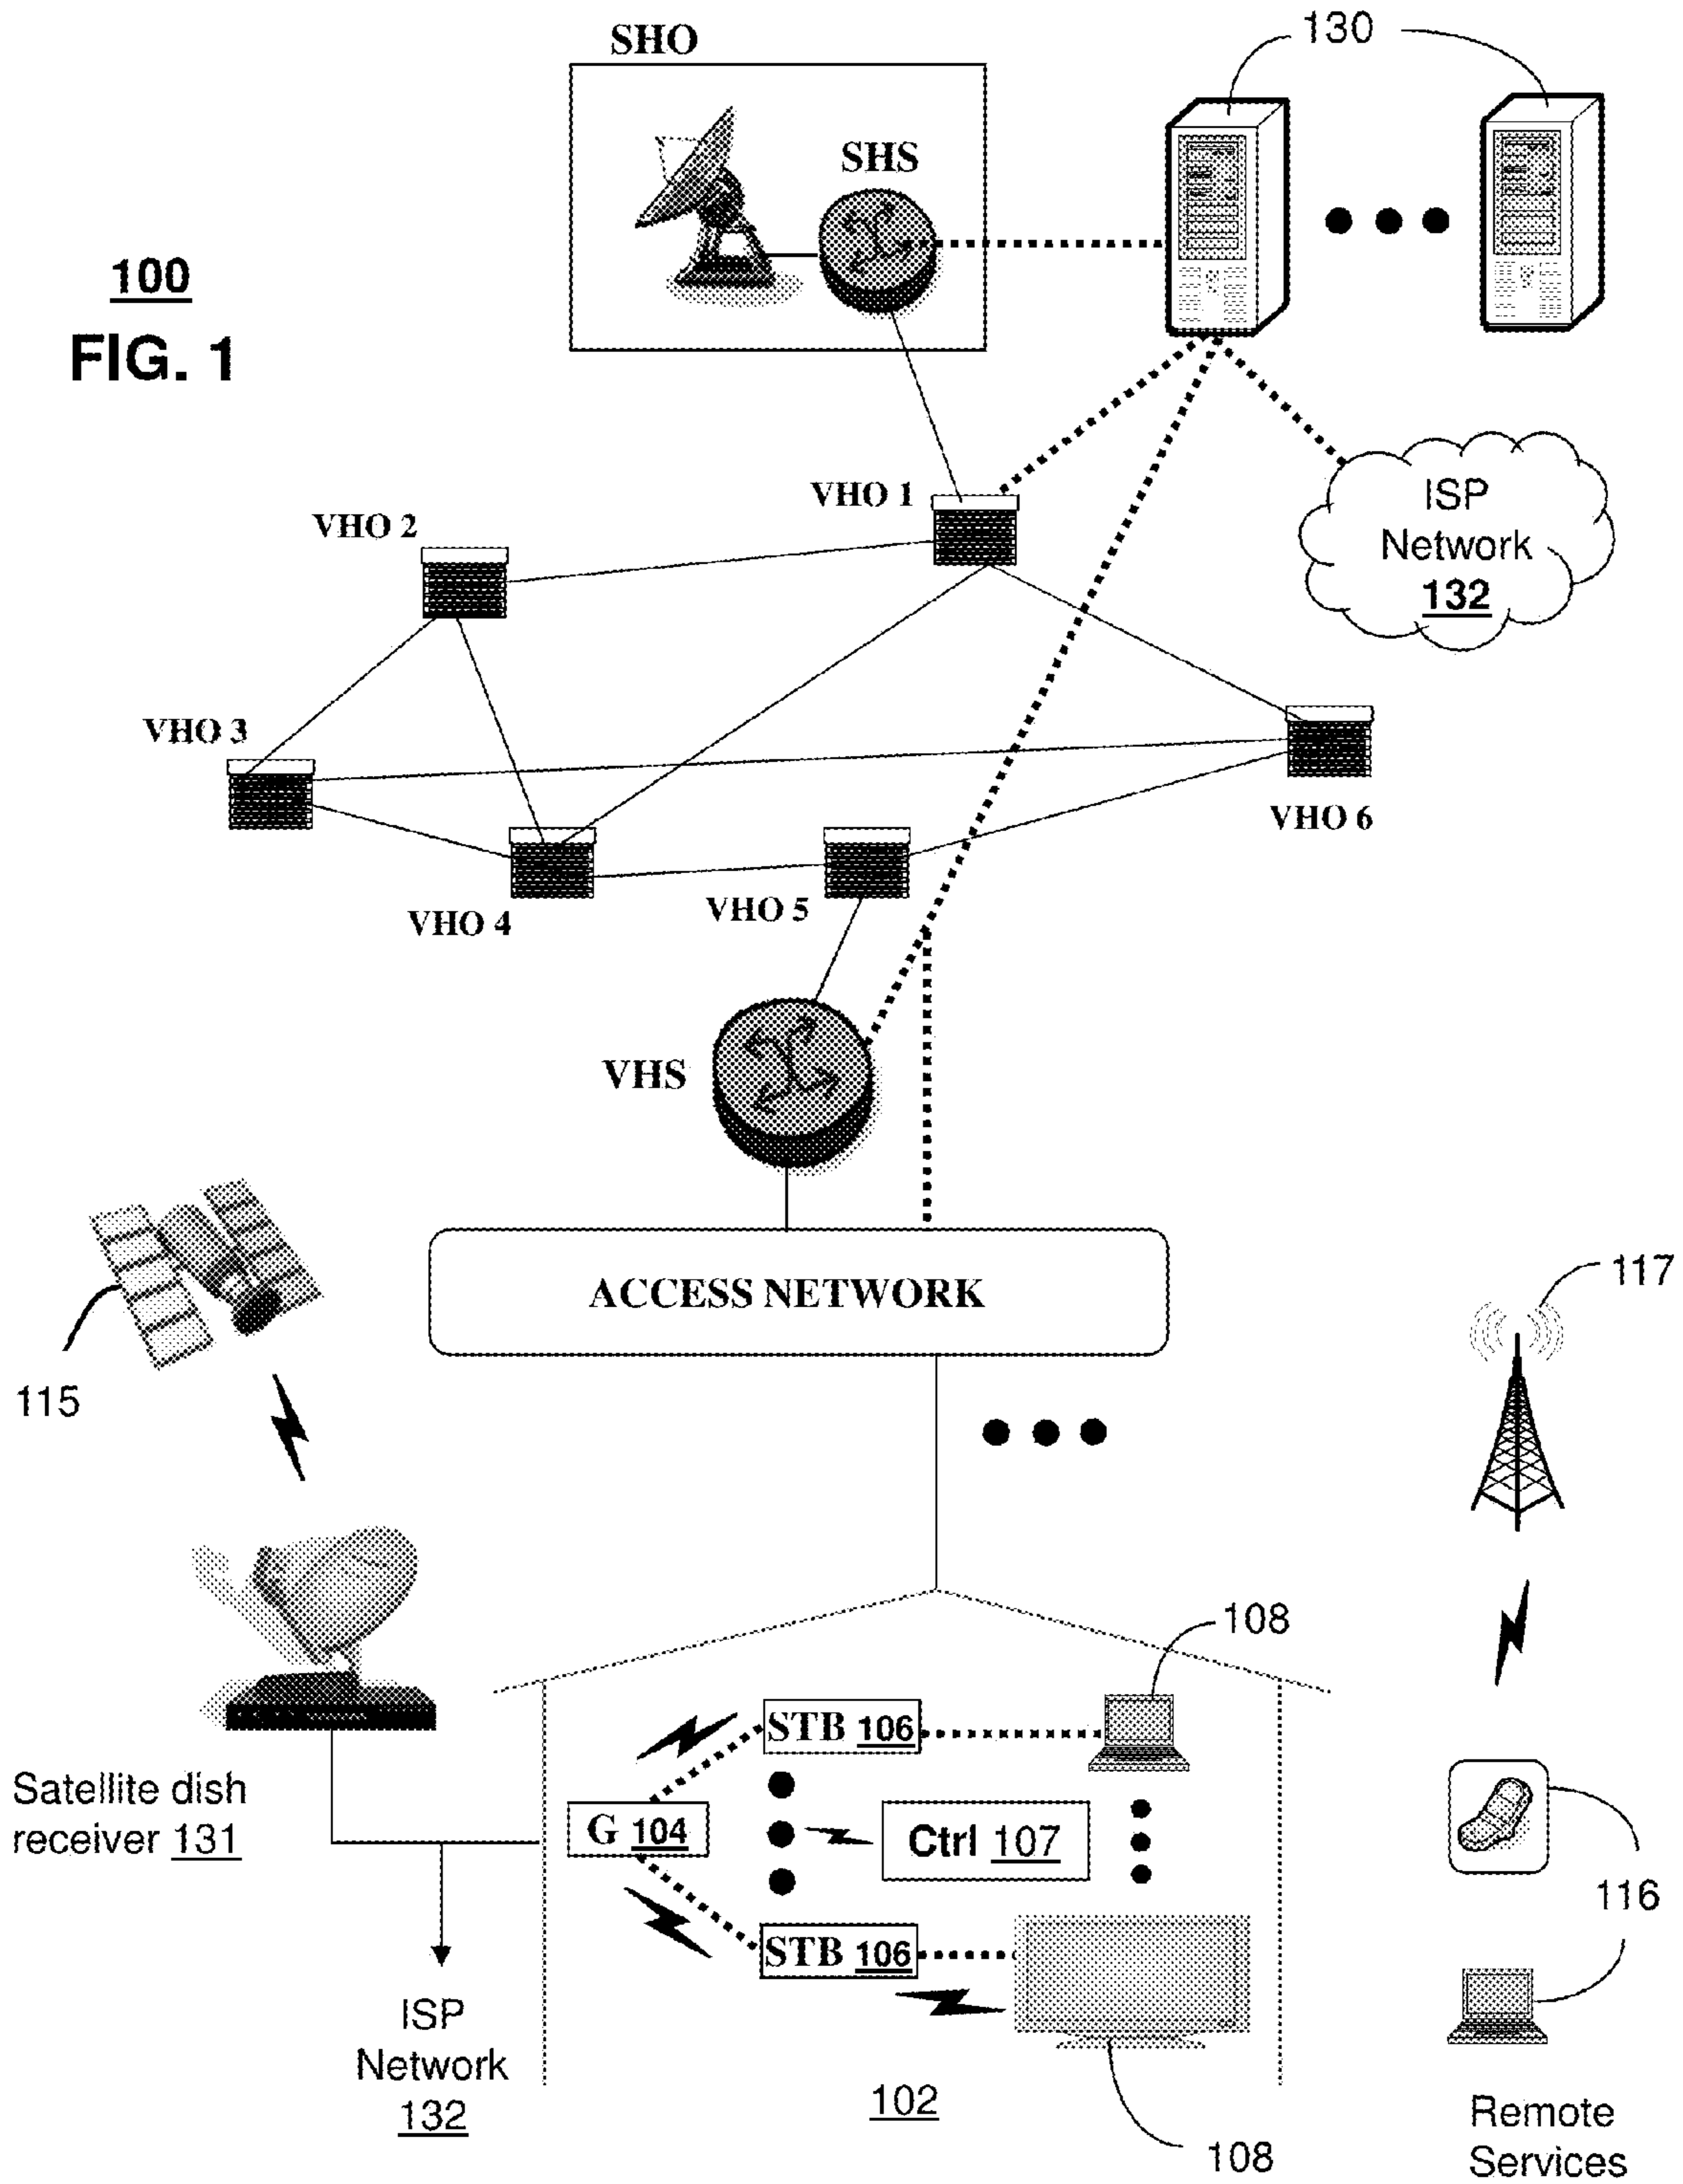 SHO
130
SHS
100
FIG. 1
VHO 1
ISP
Network
132
VHO 2
VHO 3
VHO 6
VHO 4
VHO 5
VHS
ACCESS NETWORK
117
115
108
STB 106
Satellite dish
receiver 131
G 104
Ctrl 107
116
STB 106
ISP
Network
132
102
108
Remote
Services